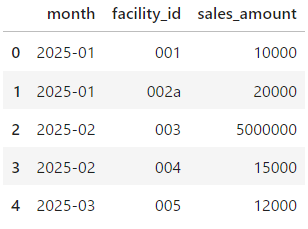 month facility_id sales_amount
0 2025-01 001 10000
1 2025-01 002a 20000
2 2025-02 003 5000000
3 2025-02 004 15000
4 2025-03 005 12000